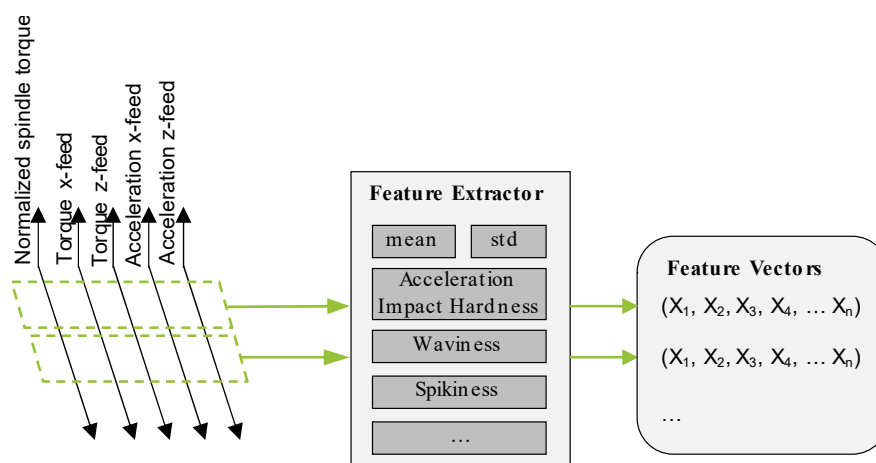 Normalized spindle torque
Torque x-feed
Torque z-feed
Acceleration x-feed
Acceleration z-feed
Feature Extractor
mean
std
Acceleration
Impact Hardness
Waviness
Spikiness
...
Feature Vectors
(X₁, X₂, X₃, X₄, ... Xₙ)
(X₁, X₂, X₃, X₄, ... Xₙ)
...